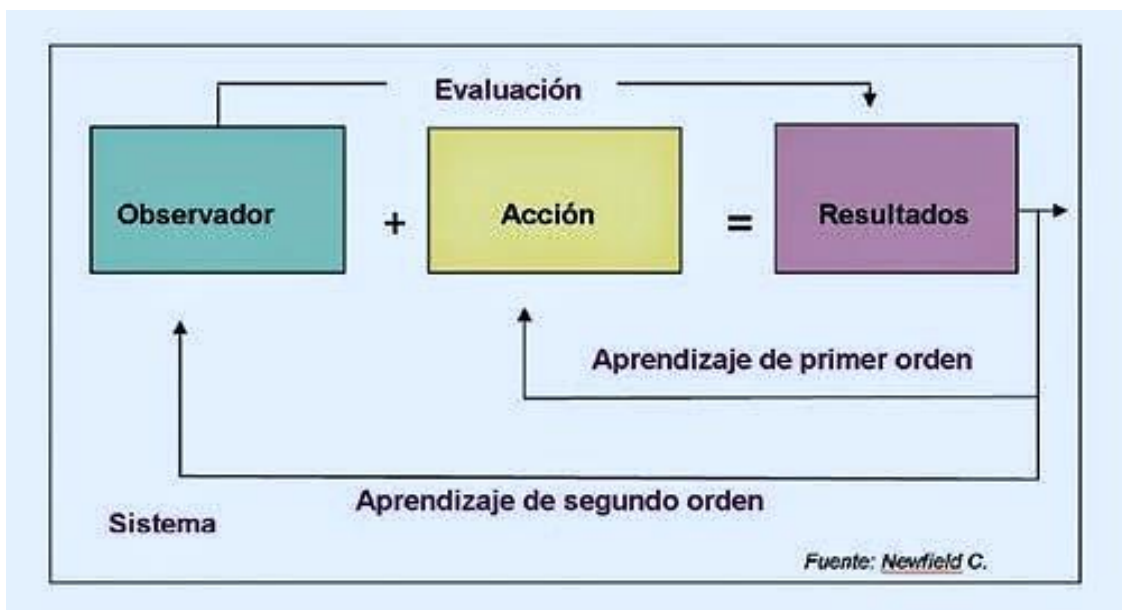 Evaluación
Observador
+
Acción
=
Resultados
Aprendizaje de primer orden
Aprendizaje de segundo orden
Sistema
Fuente: Newfield C.